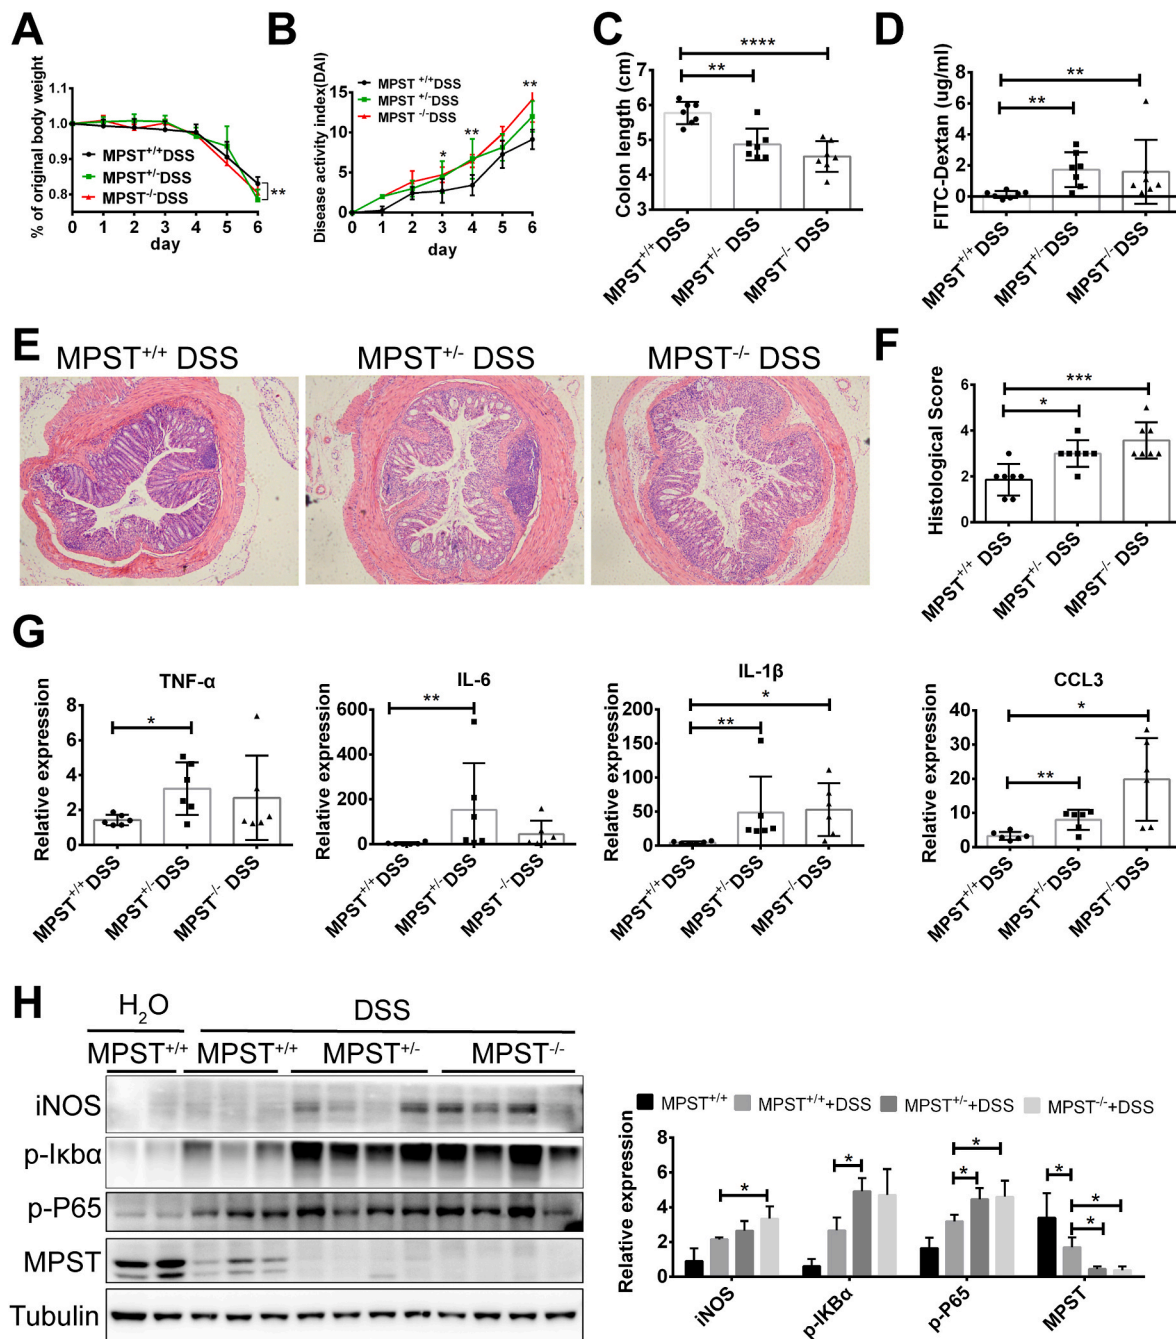 A
% of original body weight
1.1
1.0
0.9
0.8
0 1 2 3 4 5 6
day
MPST+/+DSS
MPST+/-DSS
MPST-/-DSS
**
B
Disease activity index(DAI)
15
10
5
0
0 1 2 3 4 5 6
day
MPST +/+DSS
MPST +/-DSS
MPST -/-DSS
*
**
**
C
Colon length (cm)
6
5
4
3
2
****
**
MPST+/+DSS
MPST+/- DSS
MPST-/- DSS
D
FITC-Dextan (ug/ml)
8
6
4
2
0
**
**
MPST+/+DSS
MPST+/-DSS
MPST-/-DSS
E
MPST+/+ DSS
MPST+/- DSS
MPST-/- DSS
F
Histological Score
6
4
2
0
***
*
MPST+/+ DSS
MPST+/- DSS
MPST-/- DSS
G
TNF-α
Relative expression
8
6
4
2
0
*
MPST+/+DSS
MPST+/-DSS
MPST-/- DSS
IL-6
Relative expression
600
400
200
0
**
MPST+/+DSS
MPST+/-DSS
MPST-/-DSS
IL-1β
Relative expression
200
150
100
50
0
*
**
MPST+/+DSS
MPST+/-DSS
MPST-/- DSS
CCL3
Relative expression
40
30
20
10
0
*
**
MPST+/+DSS
MPST+/-DSS
MPST-/-DSS
H
H2O DSS
MPST+/+ MPST+/+ MPST+/- MPST-/-
iNOS
p-Iκbα
p-P65
MPST
Tubulin
MPST+/+ MPST+/++DSS MPST+/-+DSS MPST-/-+DSS
Relative expression
6
4
2
0
*
*
*
*
*
*
*
iNOS
p-IKBα
p-P65
MPST